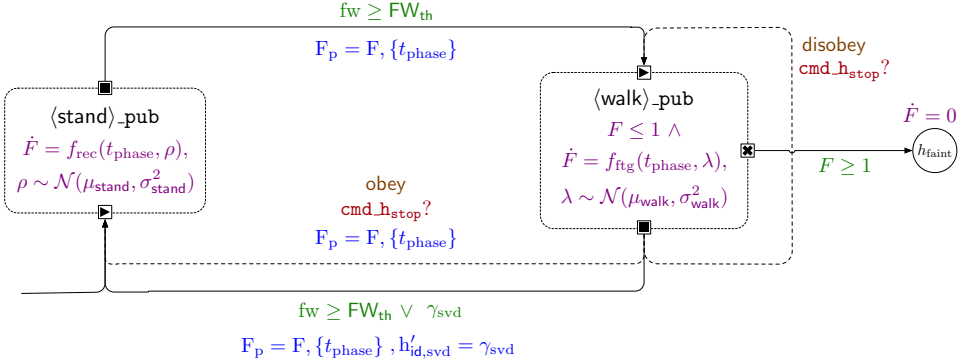 fw ≥ FW_th
F_p = F, {t_phase}
disobey
cmd_h_stop?
⟨stand⟩_pub
Ḟ = f_rec(t_phase, ρ),
ρ ∼ 𝒩(μ_stand, σ²_stand)
⟨walk⟩_pub
F ≤ 1 ∧
Ḟ = f_ftg(t_phase, λ),
λ ∼ 𝒩(μ_walk, σ²_walk)
Ḟ = 0
h_faint
F ≥ 1
obey
cmd_h_stop?
F_p = F, {t_phase}
fw ≥ FW_th ∨ γ_svd
F_p = F, {t_phase} , h′_id,svd = γ_svd